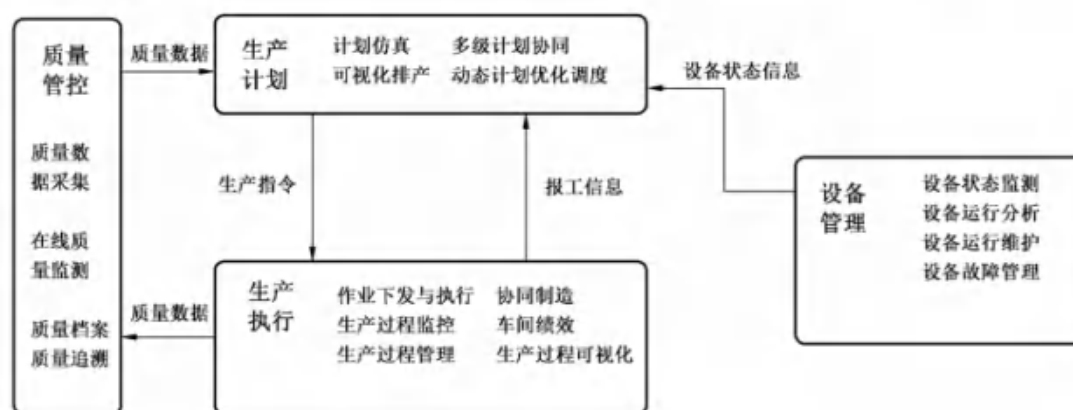 质量
管控
质量数
据采集
在线质
量监测
质量档案
质量追溯
质量数据
生产
计划
计划仿真 多级计划协同
可视化排产 动态计划优化调度
设备状态信息
生产指令
报工信息
设备
管理
设备状态监测
设备运行分析
设备运行维护
设备故障管理
质量数据
生产
执行
作业下发与执行 协同制造
生产过程监控 车间绩效
生产过程管理 生产过程可视化